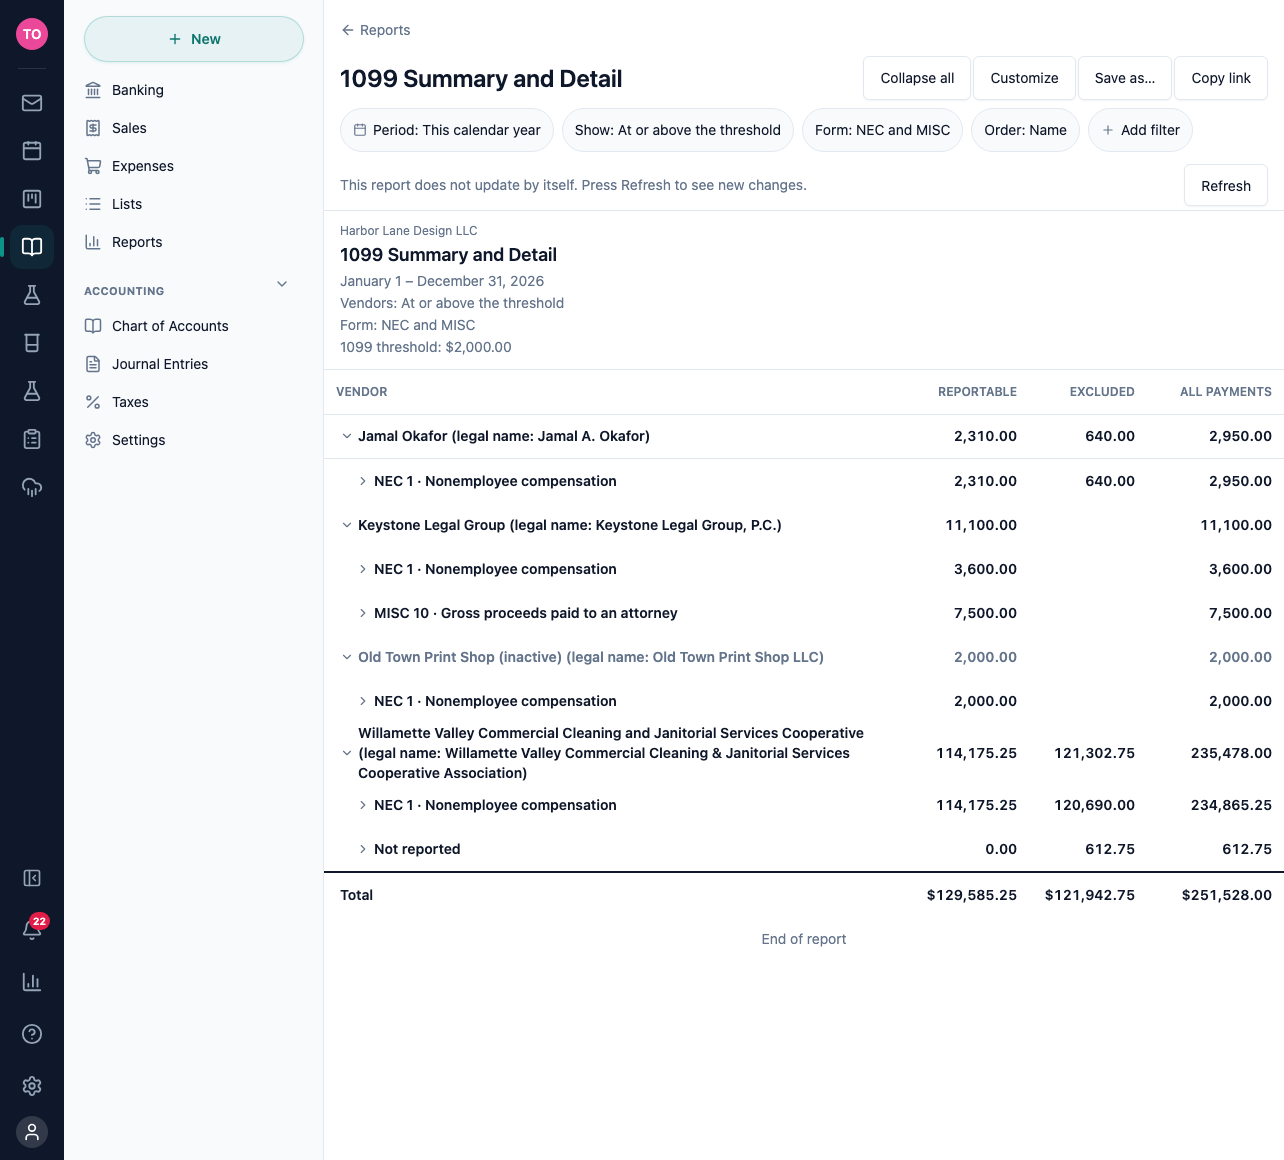 TO
New
Banking
Sales
Expenses
Lists
Reports
ACCOUNTING
Chart of Accounts
Journal Entries
Taxes
Settings
22
Reports
1099 Summary and Detail
Collapse all
Customize
Save as...
Copy link
Period: This calendar year
Show: At or above the threshold
Form: NEC and MISC
Order: Name
Add filter
This report does not update by itself. Press Refresh to see new changes.
Refresh
Harbor Lane Design LLC
1099 Summary and Detail
January 1 – December 31, 2026
Vendors: At or above the threshold
Form: NEC and MISC
1099 threshold: $2,000.00
VENDOR REPORTABLE EXCLUDED ALL PAYMENTS
Jamal Okafor (legal name: Jamal A. Okafor) 2,310.00 640.00 2,950.00
NEC 1 · Nonemployee compensation 2,310.00 640.00 2,950.00
Keystone Legal Group (legal name: Keystone Legal Group, P.C.) 11,100.00 11,100.00
NEC 1 · Nonemployee compensation 3,600.00 3,600.00
MISC 10 · Gross proceeds paid to an attorney 7,500.00 7,500.00
Old Town Print Shop (inactive) (legal name: Old Town Print Shop LLC) 2,000.00 2,000.00
NEC 1 · Nonemployee compensation 2,000.00 2,000.00
Willamette Valley Commercial Cleaning and Janitorial Services Cooperative
(legal name: Willamette Valley Commercial Cleaning & Janitorial Services 114,175.25 121,302.75 235,478.00
Cooperative Association)
NEC 1 · Nonemployee compensation 114,175.25 120,690.00 234,865.25
Not reported 0.00 612.75 612.75
Total $129,585.25 $121,942.75 $251,528.00
End of report